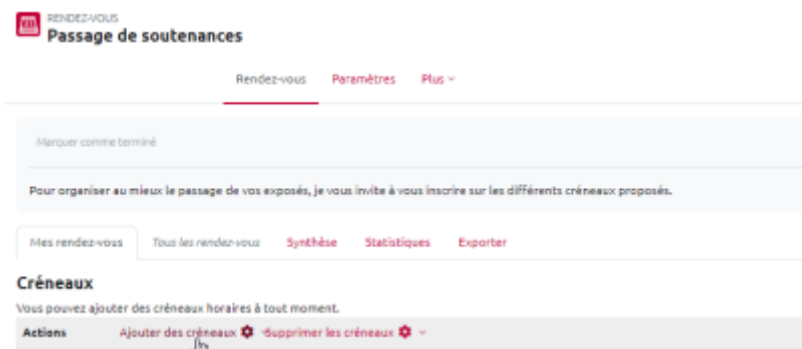 RENDEZ-VOUS
Passage de soutenances
Rendez-vous Paramètres Plus
Marquer comme terminé
Pour organiser au mieux le passage de vos exposés, je vous invite à vous inscrire sur les différents créneaux proposés.
Mes rendez-vous Tous les rendez-vous Synthèse Statistiques Exporter
Créneaux
Vous pouvez ajouter des créneaux horaires à tout moment.
Actions Ajouter des créneaux Supprimer les créneaux